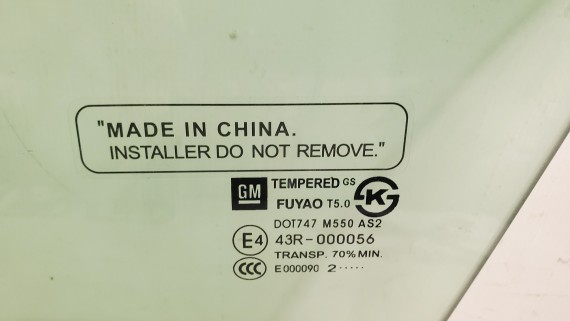 "MADE IN CHINA.
INSTALLER DO NOT REMOVE."
GM TEMPERED GS
FUYAO T5.0 KS
DOT747 M550 AS2
E4 43R-000056
TRANSP. 70% MIN.
CCC E000090 2·····